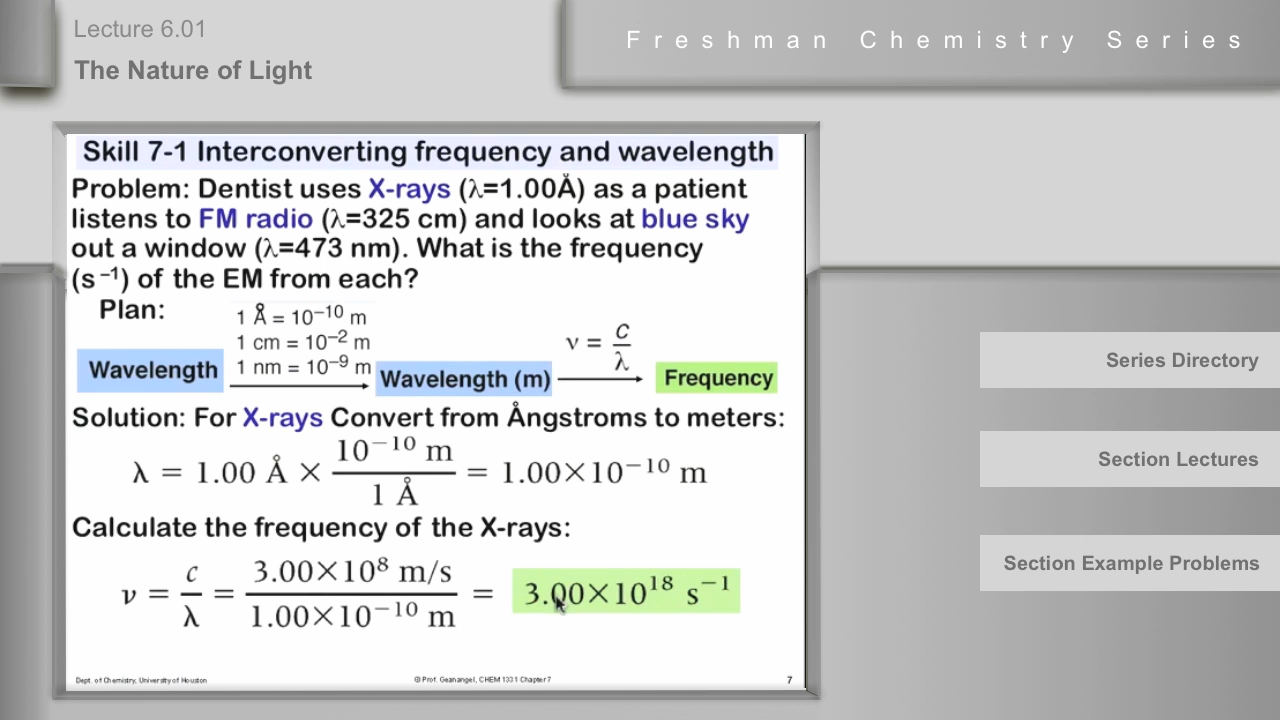 Lecture 6.01
The Nature of Light
Freshman Chemistry Series
Skill 7-1 Interconverting frequency and wavelength
Problem: Dentist uses X-rays (λ=1.00Å) as a patient
listens to FM radio (λ=325 cm) and looks at blue sky
out a window (λ=473 nm). What is the frequency
(s⁻¹) of the EM from each?
Plan:
1 Å = 10⁻¹⁰ m
1 cm = 10⁻² m
1 nm = 10⁻⁹ m
Wavelength
Wavelength (m)
ν = c/λ
Frequency
Solution: For X-rays Convert from Ångstroms to meters:
λ = 1.00 Å × 10⁻¹⁰ m / 1 Å = 1.00×10⁻¹⁰ m
Calculate the frequency of the X-rays:
ν = c/λ = 3.00×10⁸ m/s / 1.00×10⁻¹⁰ m = 3.00×10¹⁸ s⁻¹
Dept. of Chemistry, University of Houston
© Prof. Geanangel, CHEM 1331 Chapter 7
7
Series Directory
Section Lectures
Section Example Problems